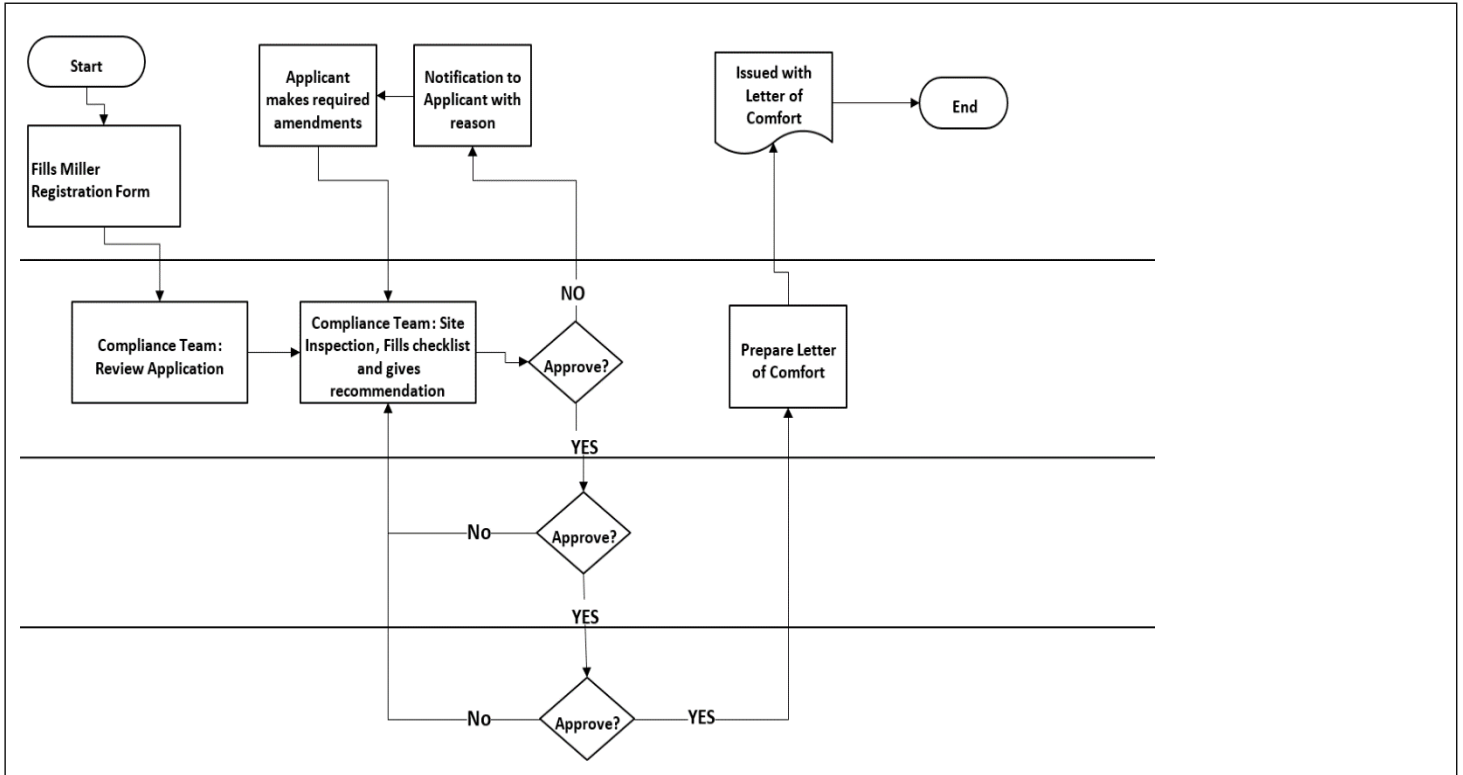 Start
Applicant
makes required
amendments
Notification to
Applicant with
reason
Issued with
Letter of
Comfort
End
Fills Miller
Registration Form
NO
Compliance Team:
Review Application
Compliance Team: Site
Inspection, Fills checklist
and gives
recommendation
Approve?
Prepare Letter
of Comfort
YES
No
Approve?
YES
No
Approve?
YES